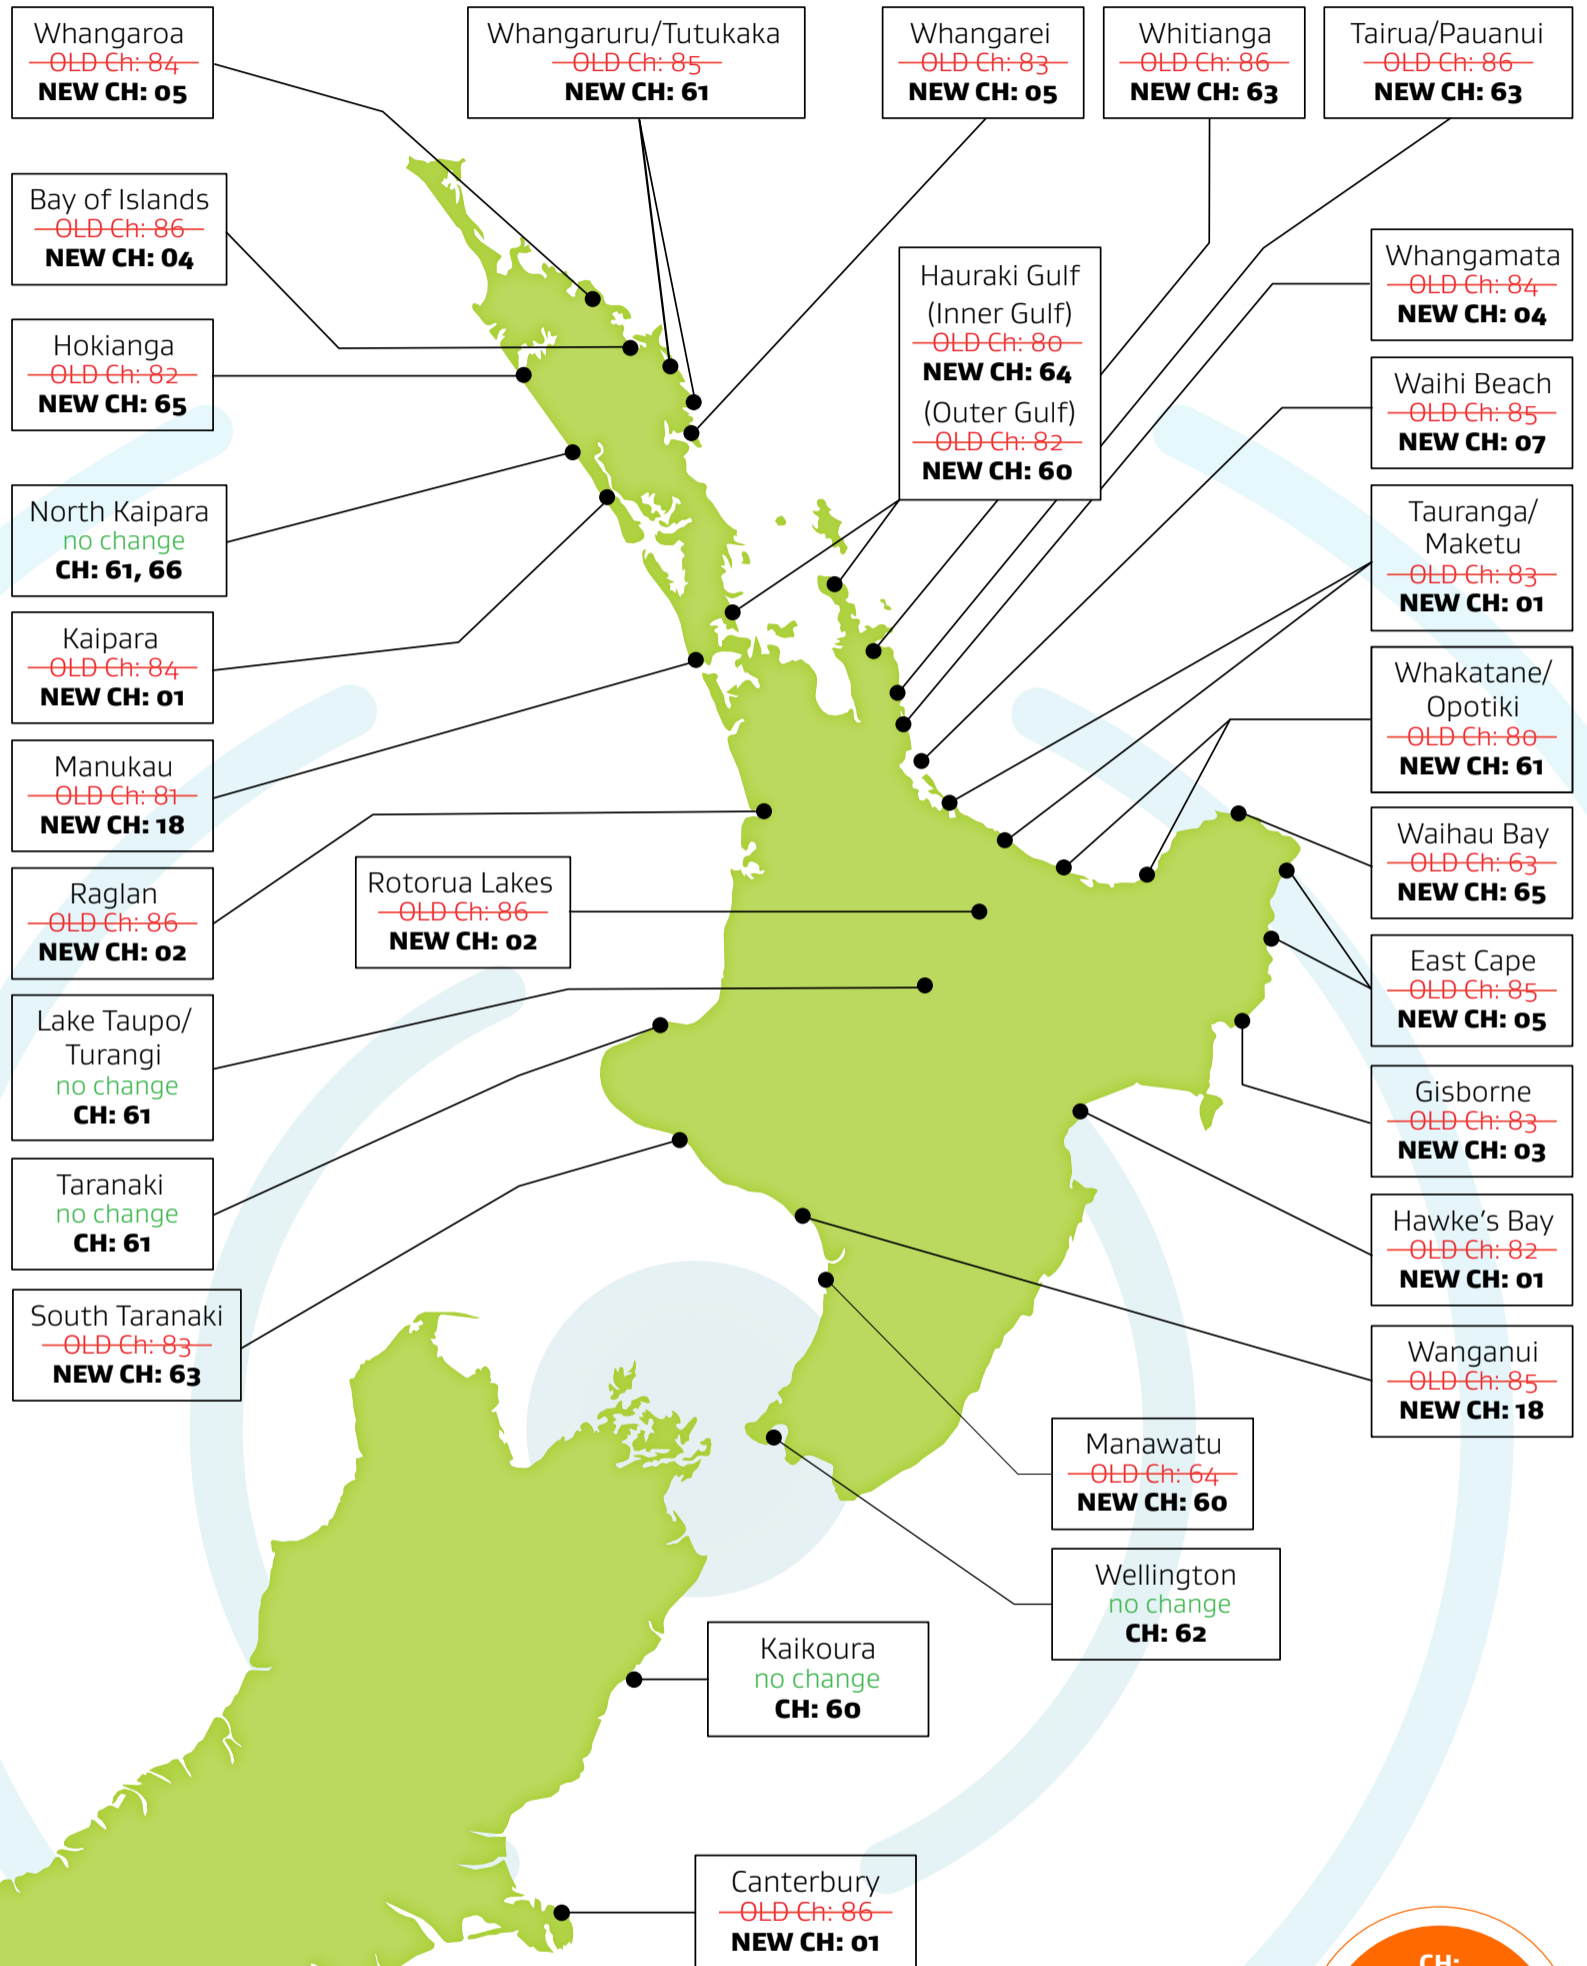 Whangaroa
OLD Ch: 84
NEW CH: 05
Whangaruru/Tutukaka
OLD Ch: 85
NEW CH: 61
Whangarei
OLD Ch: 83
NEW CH: 05
Whitianga
OLD Ch: 86
NEW CH: 63
Tairua/Pauanui
OLD Ch: 86
NEW CH: 63
Bay of Islands
OLD Ch: 86
NEW CH: 04
Hokianga
OLD Ch: 82
NEW CH: 65
North Kaipara
no change
CH: 61, 66
Kaipara
OLD Ch: 84
NEW CH: 01
Manukau
OLD Ch: 81
NEW CH: 18
Raglan
OLD Ch: 86
NEW CH: 02
Rotorua Lakes
OLD Ch: 86
NEW CH: 02
Lake Taupo/
Turangi
no change
CH: 61
Taranaki
no change
CH: 61
South Taranaki
OLD Ch: 83
NEW CH: 63
Hauraki Gulf
(Inner Gulf)
OLD Ch: 80
NEW CH: 64
(Outer Gulf)
OLD Ch: 82
NEW CH: 60
Whangamata
OLD Ch: 84
NEW CH: 04
Waihi Beach
OLD Ch: 85
NEW CH: 07
Tauranga/
Maketu
OLD Ch: 83
NEW CH: 01
Whakatane/
Opotiki
OLD Ch: 80
NEW CH: 61
Waihau Bay
OLD Ch: 63
NEW CH: 65
East Cape
OLD Ch: 85
NEW CH: 05
Gisborne
OLD Ch: 83
NEW CH: 03
Hawke's Bay
OLD Ch: 82
NEW CH: 01
Wanganui
OLD Ch: 85
NEW CH: 18
Manawatu
OLD Ch: 64
NEW CH: 60
Wellington
no change
CH: 62
Kaikoura
no change
CH: 60
Canterbury
OLD Ch: 86
NEW CH: 01
CH: